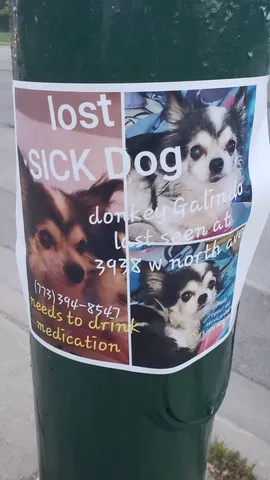 lost
SICK Dog
donkey Galindo
last seen at
3938 w north ave
(773)394-8547
needs to drink
medication